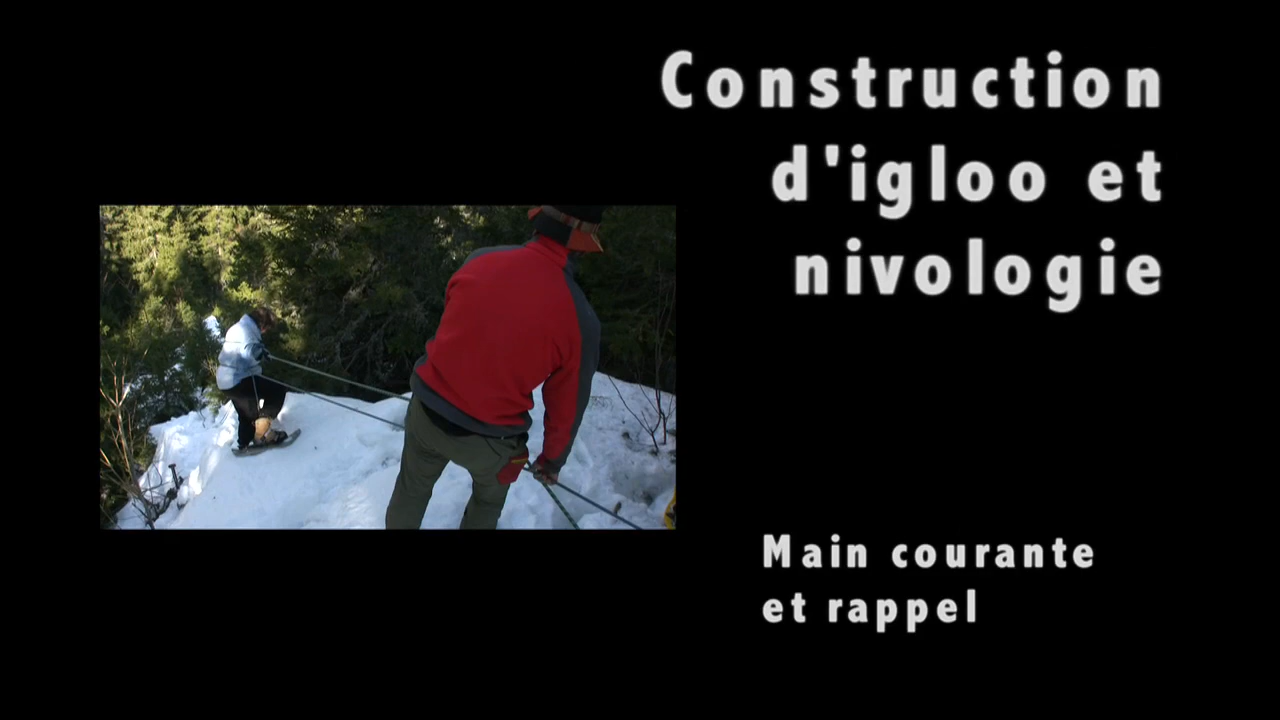 Construction
d'igloo et
nivologie
Main courante
et rappel